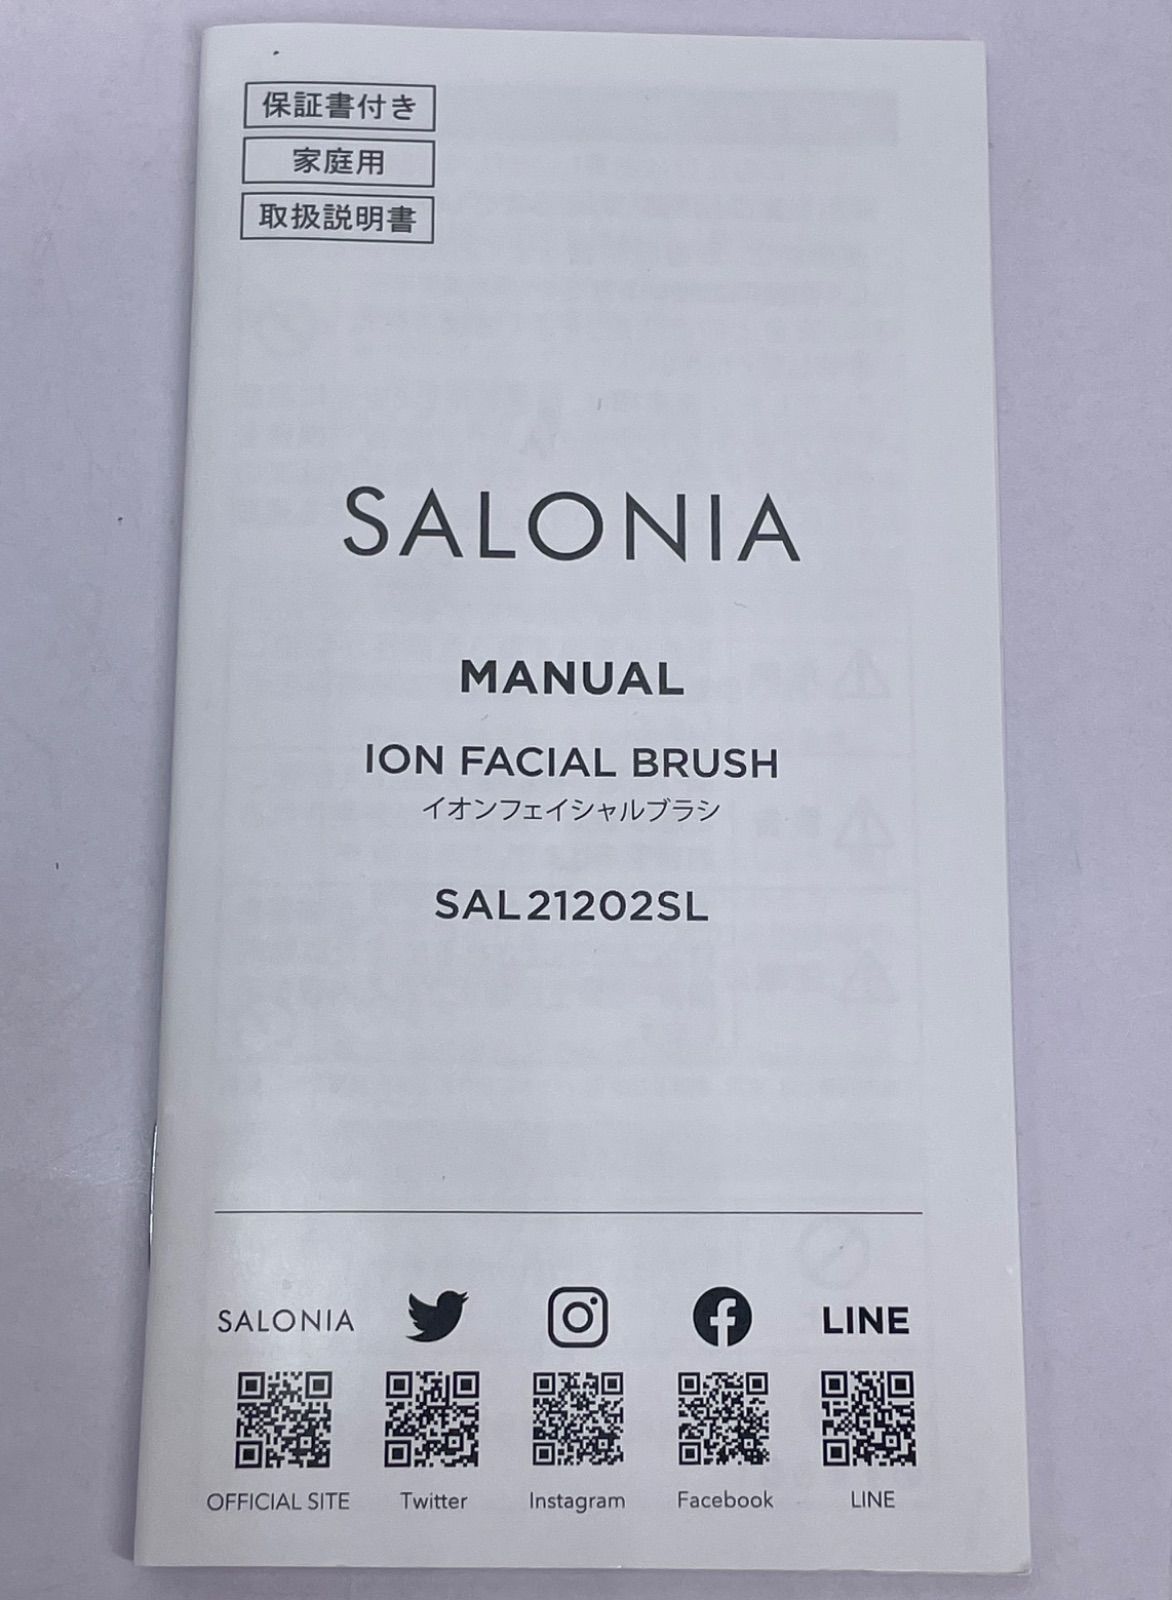 保証書付き
家庭用
取扱説明書
SALONIA
MANUAL
ION FACIAL BRUSH
イオンフェイシャルブラシ
SAL21202SL
SALONIA
LINE
OFFICIAL SITE
Twitter
Instagram
Facebook
LINE